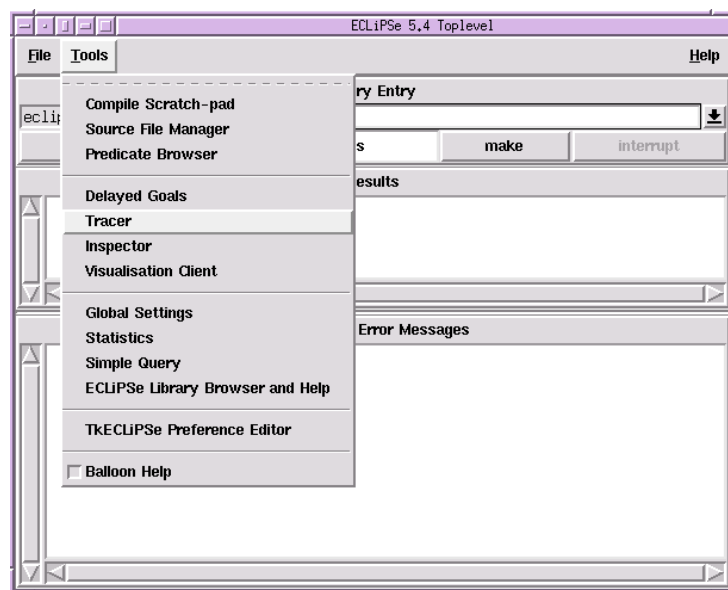 ECLiPSe 5.4 Toplevel
File Tools Help
ry Entry
eclip
s make interrupt
esults
Error Messages
Compile Scratch-pad
Source File Manager
Predicate Browser
Delayed Goals
Tracer
Inspector
Visualisation Client
Global Settings
Statistics
Simple Query
ECLiPSe Library Browser and Help
TkECLiPSe Preference Editor
Balloon Help